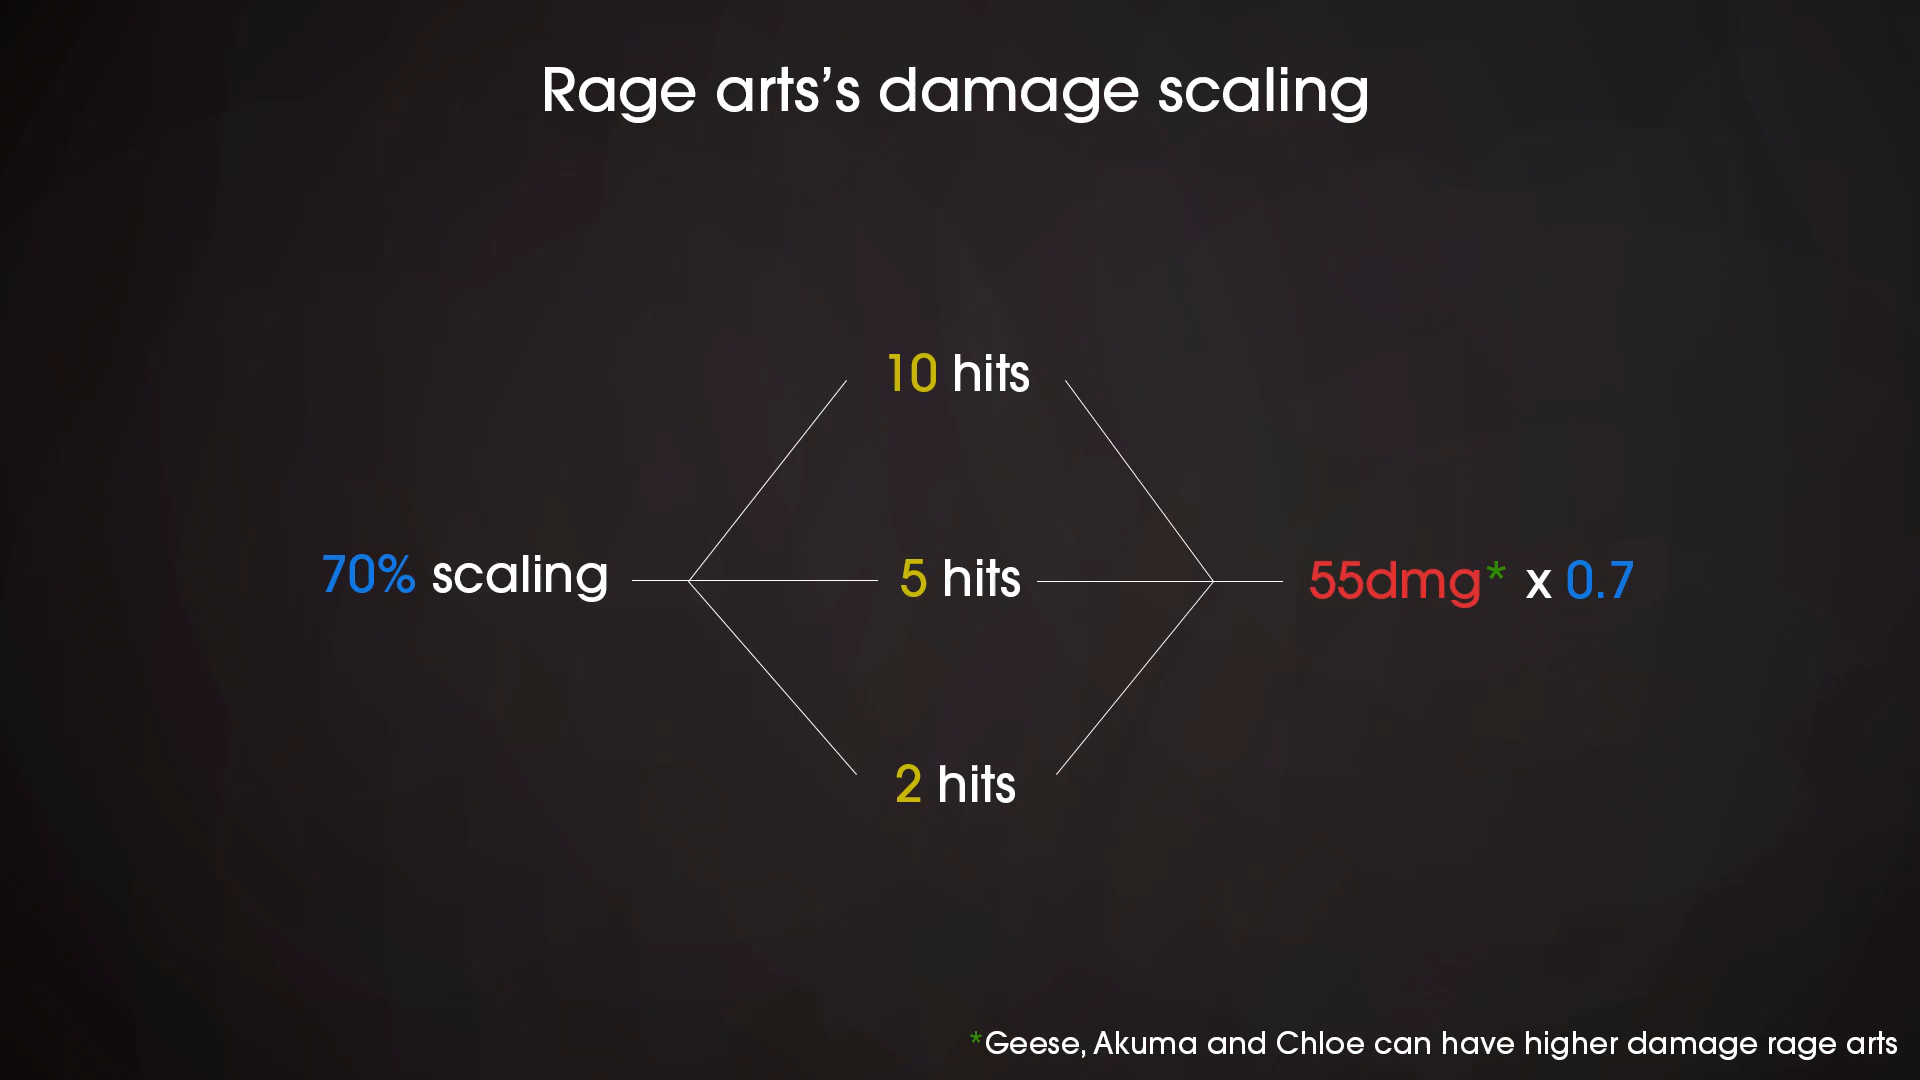 Rage arts’s damage scaling
10 hits
70% scaling
5 hits
55dmg* x 0.7
2 hits
*Geese, Akuma and Chloe can have higher damage rage arts